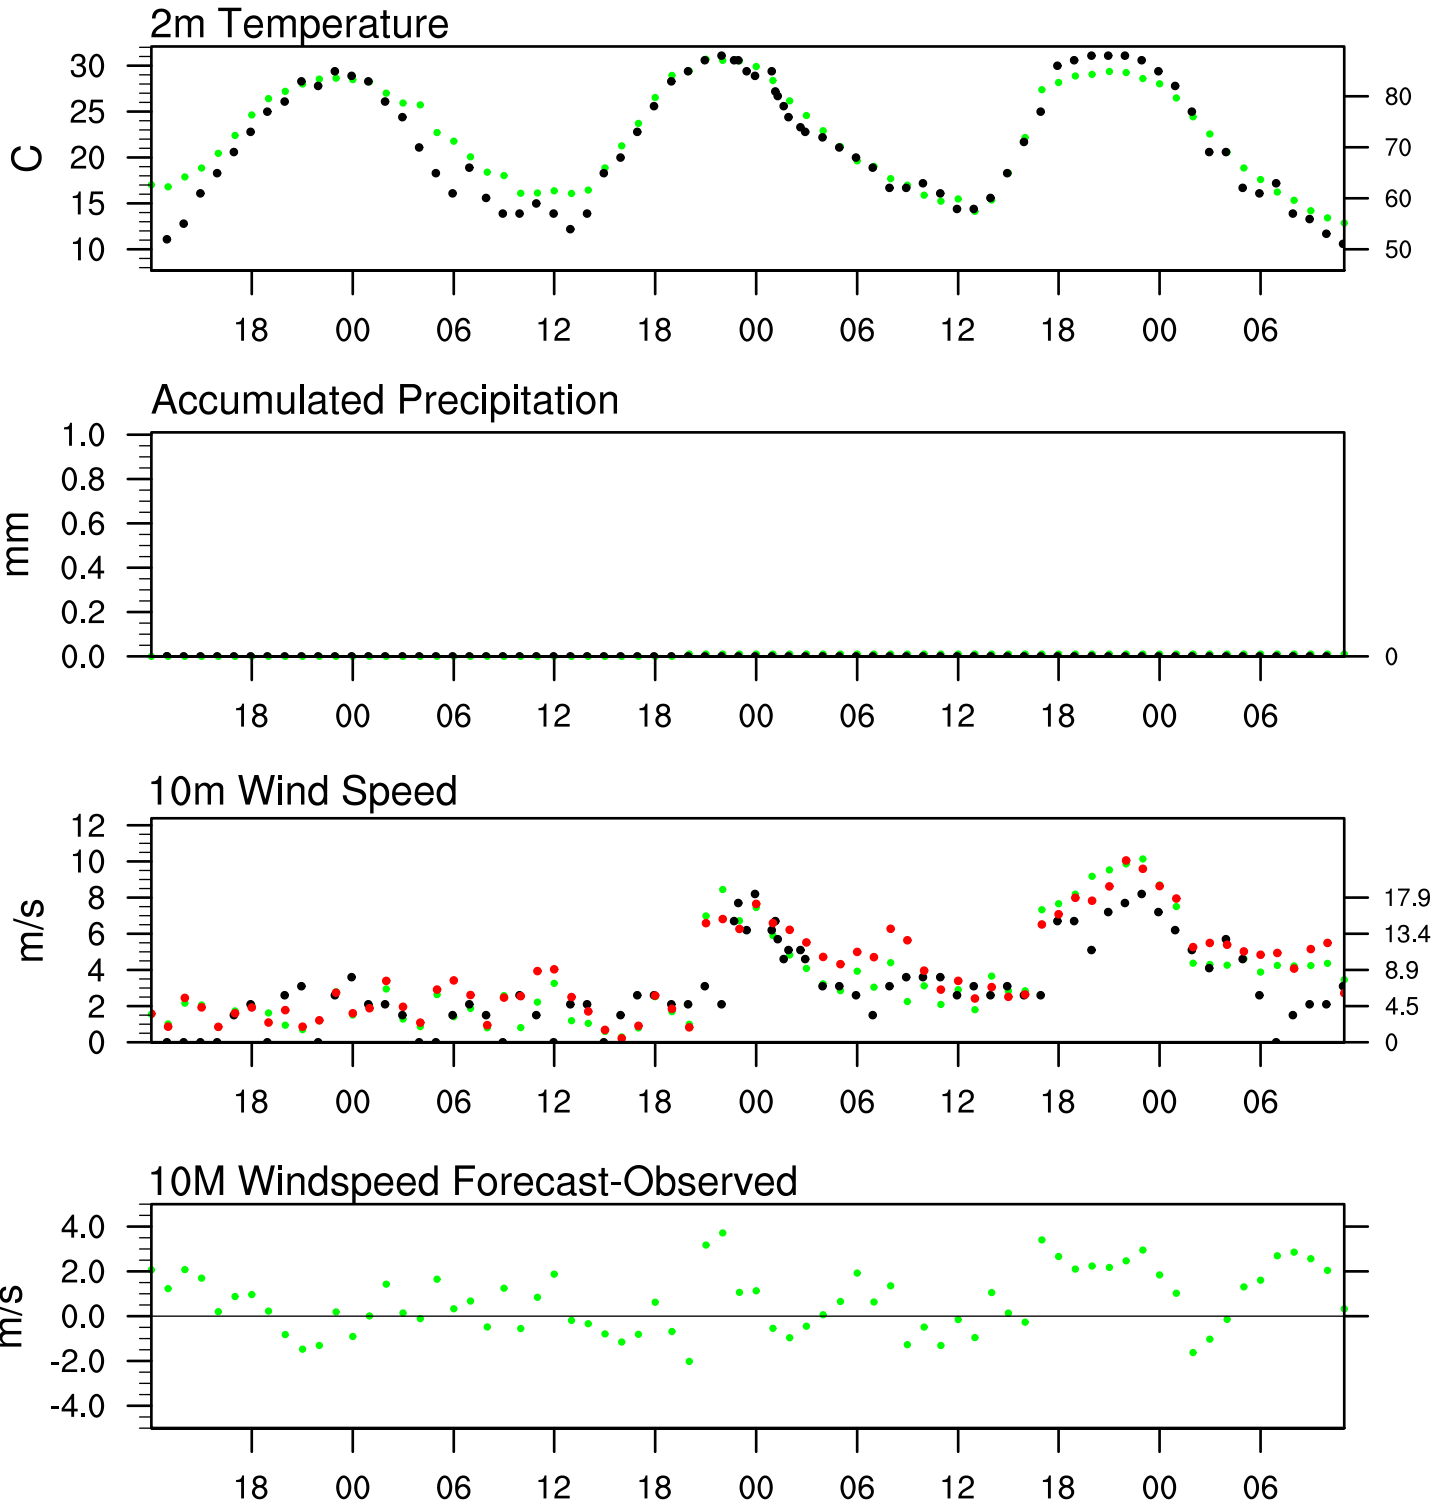 2m Temperature
30
25
20
15
10
C
80
70
60
50
18 00 06 12 18 00 06 12 18 00 06
Accumulated Precipitation
1.0
0.8
0.6
0.4
0.2
0.0
mm
0
18 00 06 12 18 00 06 12 18 00 06
10m Wind Speed
12
10
8
6
4
2
0
m/s
17.9
13.4
8.9
4.5
0
18 00 06 12 18 00 06 12 18 00 06
10M Windspeed Forecast-Observed
4.0
2.0
0.0
-2.0
-4.0
m/s
18 00 06 12 18 00 06 12 18 00 06